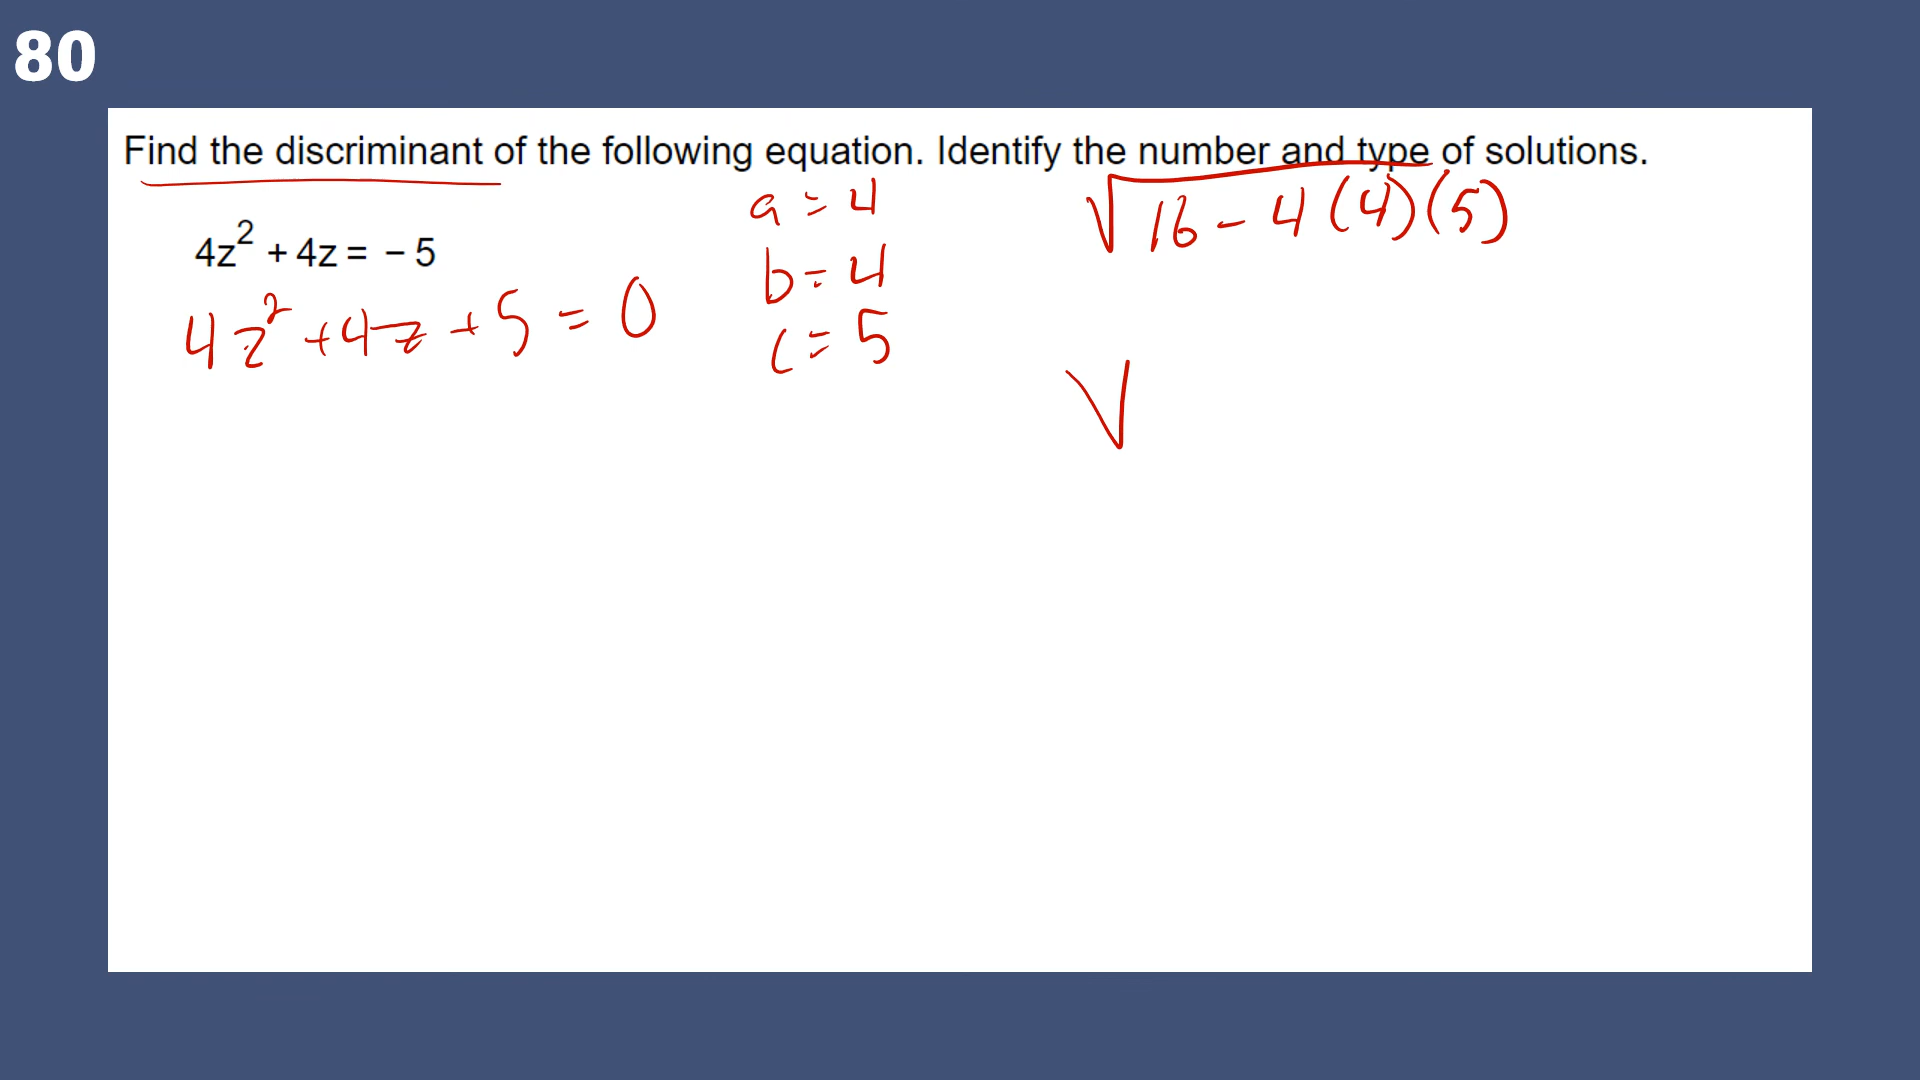 80
Find the discriminant of the following equation. Identify the number and type of solutions.
4z² + 4z = − 5
4z² + 4z + 5 = 0
a = 4
b = 4
c = 5
√16 - 4(4)(5)
√